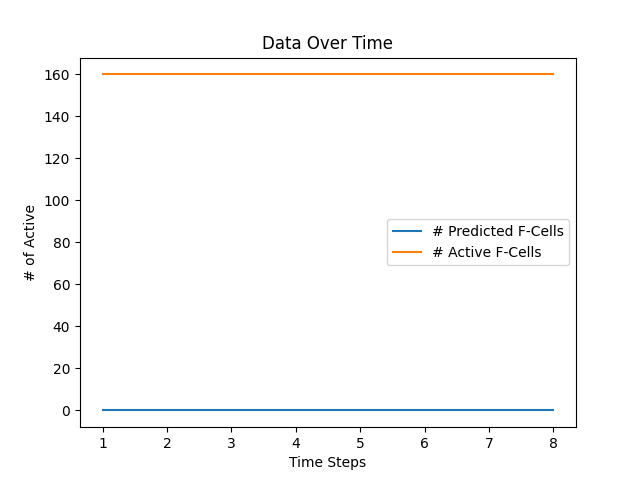 Data Over Time
# of Active
160
140
120
100
80
60
40
20
0
# Predicted F-Cells
# Active F-Cells
1 2 3 4 5 6 7 8
Time Steps